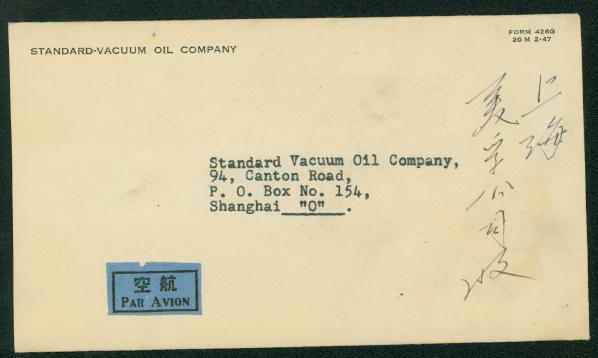 STANDARD-VACUUM OIL COMPANY
FORM 426G
20 M 2-47
Standard Vacuum Oil Company,
94, Canton Road,
P. O. Box No. 154,
Shanghai "O" .
上海
美孚公司收
空航
PAR AVION